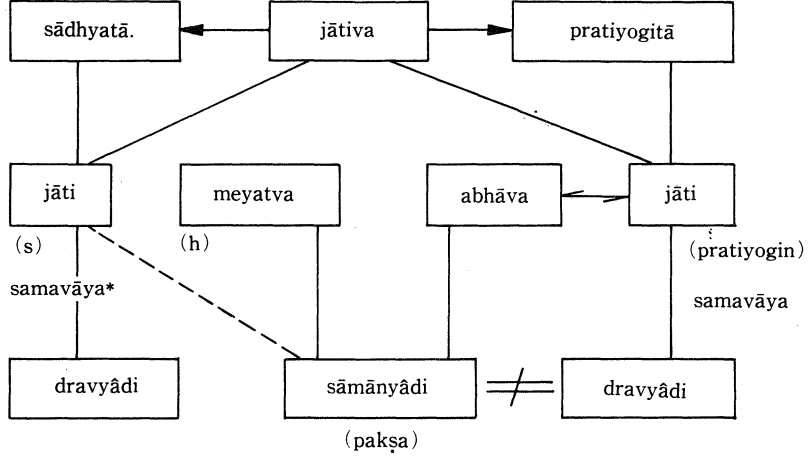 sādhyatā.
jātiva
pratiyogitā
jāti
meyatva
abhāva
jāti
(s)
(h)
(pratiyogin)
samavāya*
samavāya
dravyâdi
sāmānyâdi
dravyâdi
(pakṣa)